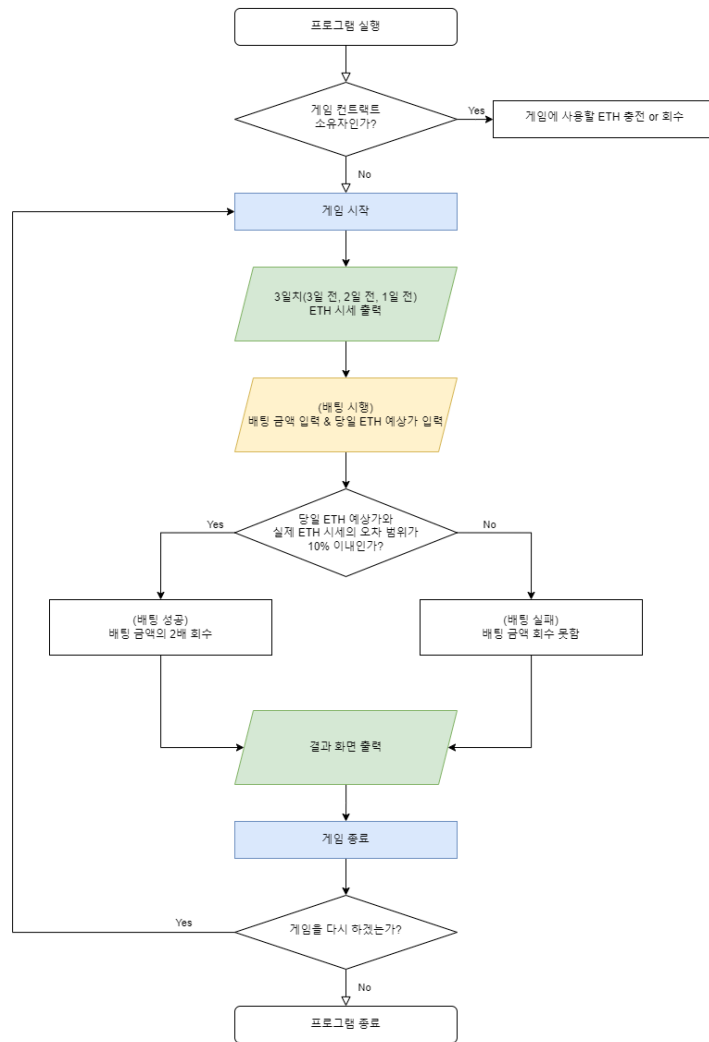 프로그램 실행
게임 컨트랙트
소유자인가?
Yes
게임에 사용할 ETH 충전 or 회수
No
게임 시작
3일치(3일 전, 2일 전, 1일 전)
ETH 시세 출력
(배팅 시행)
배팅 금액 입력 & 당일 ETH 예상가 입력
당일 ETH 예상가와
실제 ETH 시세의 오차 범위가
10% 이내인가?
Yes
No
(배팅 성공)
배팅 금액의 2배 회수
(배팅 실패)
배팅 금액 회수 못함
결과 화면 출력
게임 종료
게임을 다시 하겠는가?
Yes
No
프로그램 종료